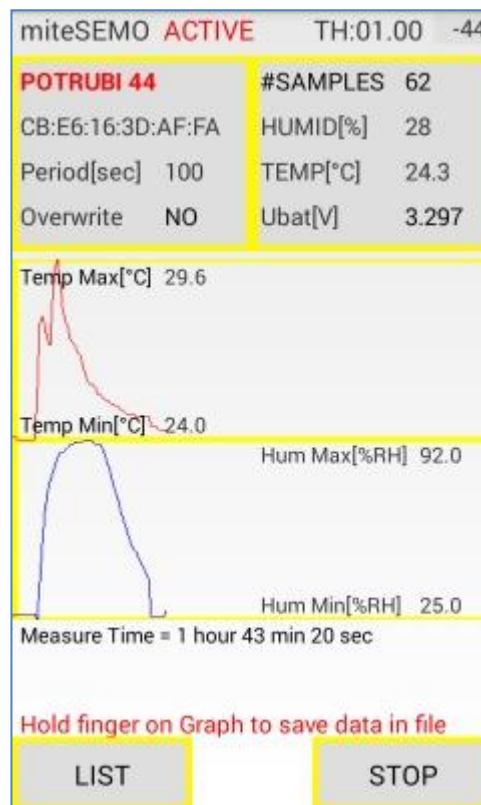 miteSEMO ACTIVE TH:01.00 -44
POTRUBI 44
CB:E6:16:3D:AF:FA
Period[sec] 100
Overwrite NO
#SAMPLES 62
HUMID[%] 28
TEMP[°C] 24.3
Ubat[V] 3.297
Temp Max[°C] 29.6
Temp Min[°C] 24.0
Hum Max[%RH] 92.0
Hum Min[%RH] 25.0
Measure Time = 1 hour 43 min 20 sec
Hold finger on Graph to save data in file
LIST STOP